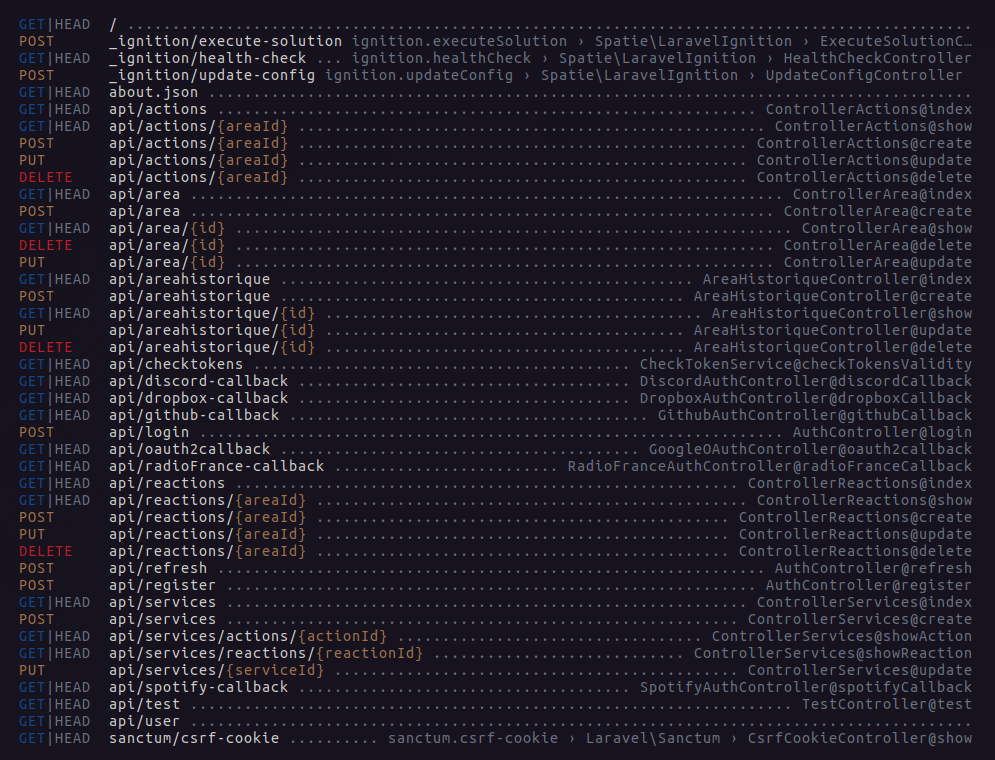 GET|HEAD / ................................................................................................
POST _ignition/execute-solution ignition.executeSolution › Spatie\LaravelIgnition › ExecuteSolutionC…
GET|HEAD _ignition/health-check ... ignition.healthCheck › Spatie\LaravelIgnition › HealthCheckController
POST _ignition/update-config ignition.updateConfig › Spatie\LaravelIgnition › UpdateConfigController
GET|HEAD about.json .....................................................................................
GET|HEAD api/actions ............................................................. ControllerActions@index
GET|HEAD api/actions/{areaId} ..................................................... ControllerActions@show
POST api/actions/{areaId} ................................................... ControllerActions@create
PUT api/actions/{areaId} ................................................... ControllerActions@update
DELETE api/actions/{areaId} ................................................... ControllerActions@delete
GET|HEAD api/area ................................................................... ControllerArea@index
POST api/area .................................................................. ControllerArea@create
GET|HEAD api/area/{id} ............................................................... ControllerArea@show
DELETE api/area/{id} ............................................................. ControllerArea@delete
PUT api/area/{id} ............................................................. ControllerArea@update
GET|HEAD api/areahistorique ............................................... AreaHistoriqueController@index
POST api/areahistorique .............................................. AreaHistoriqueController@create
GET|HEAD api/areahistorique/{id} ........................................... AreaHistoriqueController@show
PUT api/areahistorique/{id} ......................................... AreaHistoriqueController@update
DELETE api/areahistorique/{id} ......................................... AreaHistoriqueController@delete
GET|HEAD api/checktokens ........................................... CheckTokenService@checkTokensValidity
GET|HEAD api/discord-callback ...................................... DiscordAuthController@discordCallback
GET|HEAD api/dropbox-callback ...................................... DropboxAuthController@dropboxCallback
GET|HEAD api/github-callback ......................................... GithubAuthController@githubCallback
POST api/login .................................................................. AuthController@login
GET|HEAD api/oauth2callback ......................................... GoogleOAuthController@oauth2callback
GET|HEAD api/radioFrance-callback .......................... RadioFranceAuthController@radioFranceCallback
GET|HEAD api/reactions ......................................................... ControllerReactions@index
GET|HEAD api/reactions/{areaId} ................................................. ControllerReactions@show
POST api/reactions/{areaId} ............................................... ControllerReactions@create
PUT api/reactions/{areaId} ............................................... ControllerReactions@update
DELETE api/reactions/{areaId} ............................................... ControllerReactions@delete
POST api/refresh .............................................................. AuthController@refresh
POST api/register ............................................................ AuthController@register
GET|HEAD api/services ........................................................... ControllerServices@index
POST api/services .......................................................... ControllerServices@create
GET|HEAD api/services/actions/{actionId} ................................... ControllerServices@showAction
GET|HEAD api/services/reactions/{reactionId} ............................. ControllerServices@showReaction
PUT api/services/{serviceId} .............................................. ControllerServices@update
GET|HEAD api/spotify-callback ...................................... SpotifyAuthController@spotifyCallback
GET|HEAD api/test .................................................................... TestController@test
GET|HEAD api/user .......................................................................................
GET|HEAD sanctum/csrf-cookie .......... sanctum.csrf-cookie › Laravel\Sanctum › CsrfCookieController@show